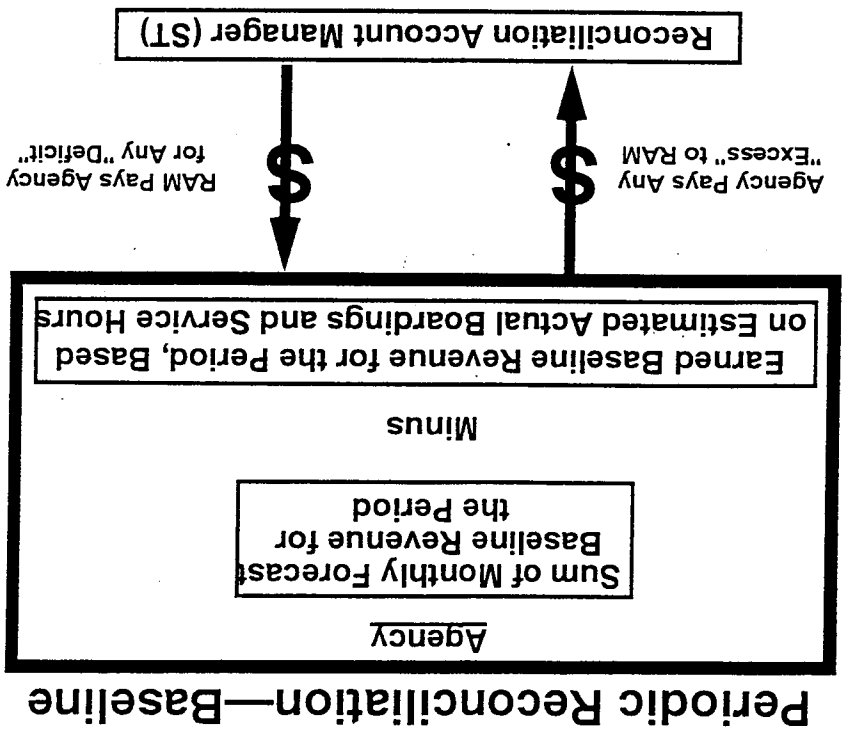 Periodic Reconciliation—Baseline
Agency
Sum of Monthly Forecast
Baseline Revenue for
the Period
Minus
Earned Baseline Revenue for the Period, Based
on Estimated Actual Boardings and Service Hours
Agency Pays Any
"Excess" to RAM
$
$
RAM Pays Agency
for Any "Deficit"
Reconciliation Account Manager (ST)